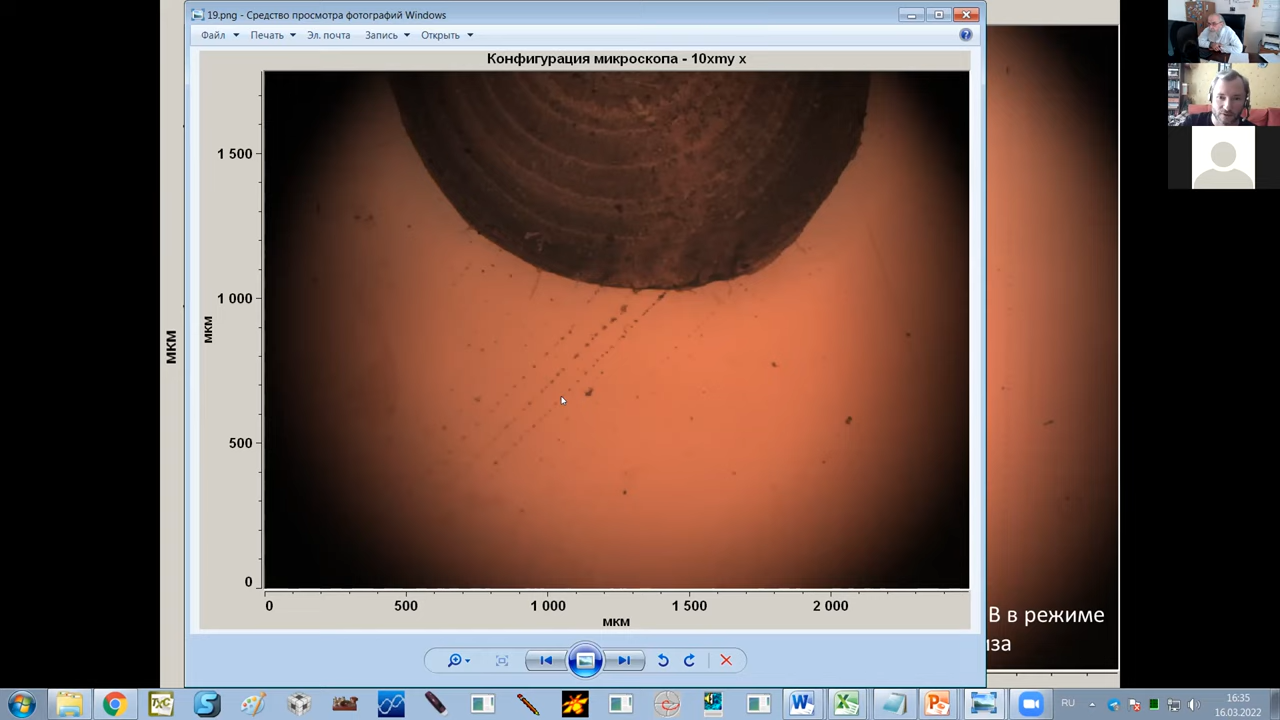 19.png - Средство просмотра фотографий Windows
Файл Печать Эл. почта Запись Открыть
Конфигурация микроскопа - 10xmy x
1 500
1 000
500
0
мкм
мкм
0 500 1 000 1 500 2 000
мкм
В в режиме
иза
RU
16:35
16.03.2022